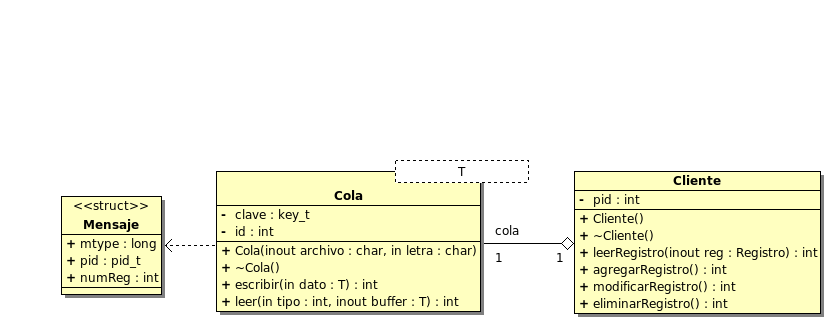 T
<<struct>>
Mensaje
+ mtype : long
+ pid : pid_t
+ numReg : int
Cola
- clave : key_t
- id : int
+ Cola(inout archivo : char, in letra : char)
+ ~Cola()
+ escribir(in dato : T) : int
+ leer(in tipo : int, inout buffer : T) : int
cola
1
1
Cliente
- pid : int
+ Cliente()
+ ~Cliente()
+ leerRegistro(inout reg : Registro) : int
+ agregarRegistro() : int
+ modificarRegistro() : int
+ eliminarRegistro() : int